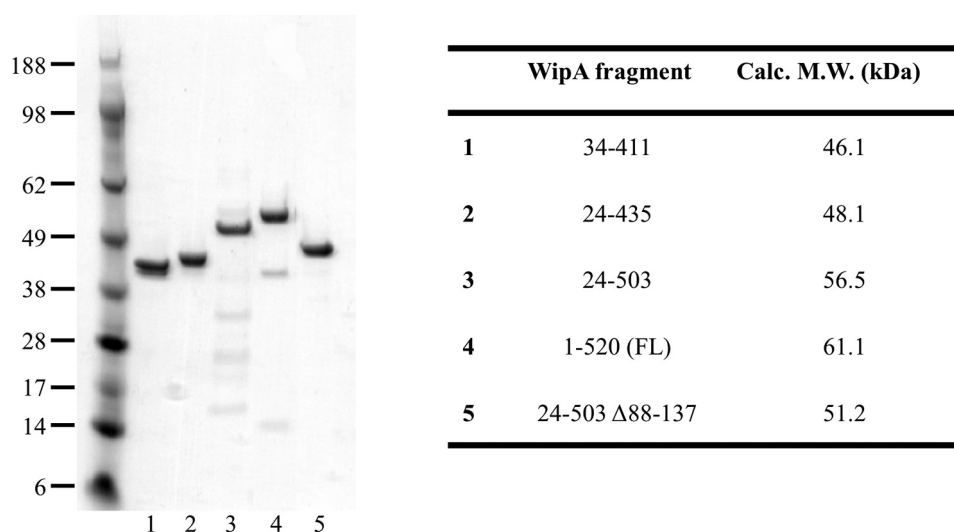 188
98
62
49
38
28
17
14
6
1 2 3 4 5
WipA fragment Calc. M.W. (kDa)
1 34-411 46.1
2 24-435 48.1
3 24-503 56.5
4 1-520 (FL) 61.1
5 24-503 Δ88-137 51.2